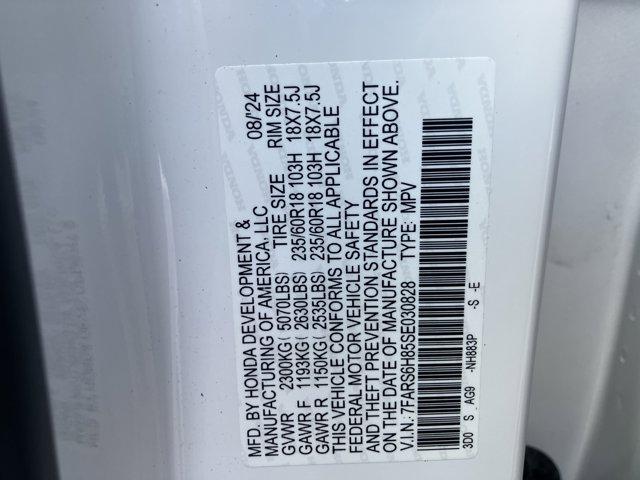 MFD. BY HONDA DEVELOPMENT &
MANUFACTURING OF AMERICA, LLC 08/'24
GVWR 2300KG ( 5070LBS) TIRE SIZE RIM SIZE
GAWR F 1193KG ( 2630LBS) 235/60R18 103H 18X7.5J
GAWR R 1150KG ( 2535LBS) 235/60R18 103H 18X7.5J
THIS VEHICLE CONFORMS TO ALL APPLICABLE
FEDERAL MOTOR VEHICLE SAFETY
AND THEFT PREVENTION STANDARDS IN EFFECT
ON THE DATE OF MANUFACTURE SHOWN ABOVE.
V.I.N.: 7FARS6H85SE030828 TYPE: MPV
3D0 S AG9 -NH883P -S -E